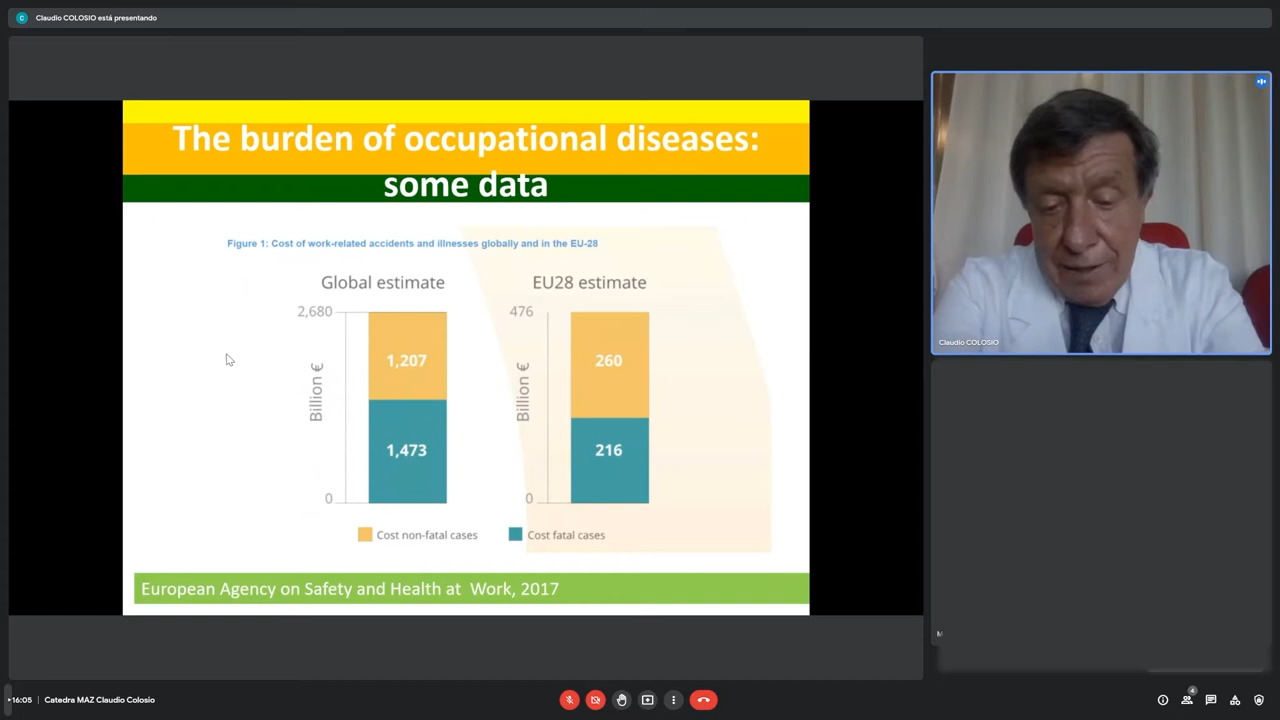 C
Claudio COLOSIO está presentando
The burden of occupational diseases:
some data
Figure 1: Cost of work-related accidents and illnesses globally and in the EU-28
Global estimate
EU28 estimate
2,680
1,207
1,473
0
Billion €
476
260
216
0
Billion €
Cost non-fatal cases
Cost fatal cases
European Agency on Safety and Health at Work, 2017
Claudio COLOSIO
M
16:05 | Catedra MAZ Claudio Colosio
4